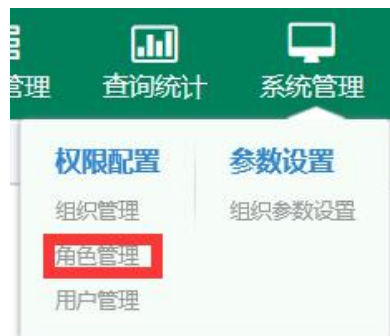 管理 查询统计 系统管理
权限配置 参数设置
组织管理 组织参数设置
角色管理
用户管理